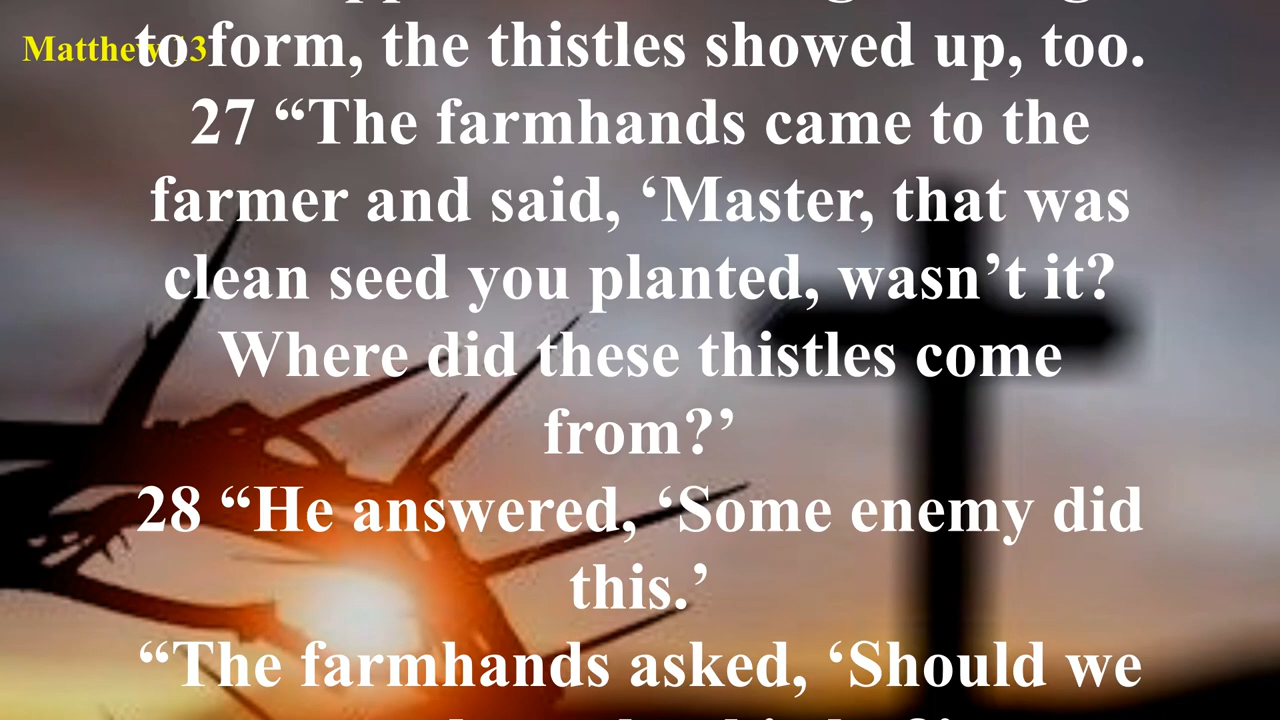 Matthew 13
to form, the thistles showed up, too.
27 “The farmhands came to the
farmer and said, ‘Master, that was
clean seed you planted, wasn’t it?
Where did these thistles come
from?’
28 “He answered, ‘Some enemy did
this.’
“The farmhands asked, ‘Should we